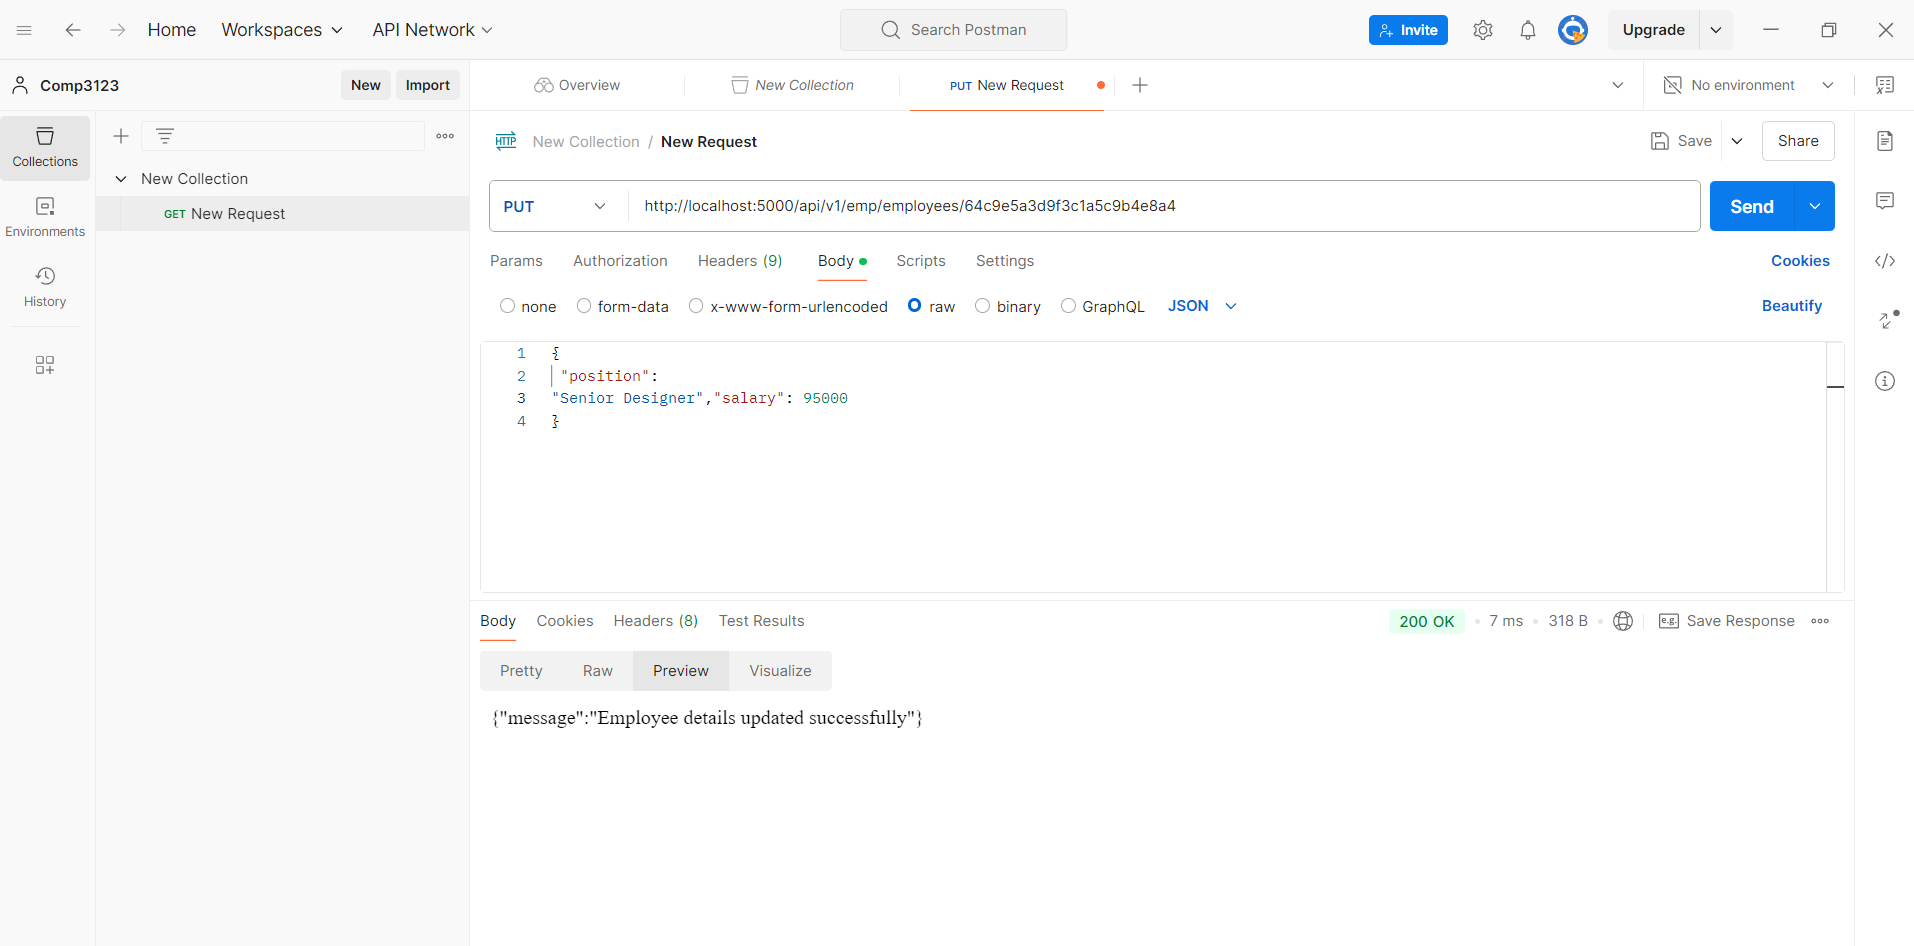 Home Workspaces API Network Search Postman Invite Upgrade
Comp3123 New Import Overview New Collection PUT New Request No environment
Collections
Environments
History
New Collection
GET New Request
HTTP New Collection / New Request Save Share
PUT http://localhost:5000/api/v1/emp/employees/64c9e5a3d9f3c1a5c9b4e8a4 Send
Params Authorization Headers (9) Body Scripts Settings Cookies
none form-data x-www-form-urlencoded raw binary GraphQL JSON Beautify
1 {
2 "position":
3 "Senior Designer","salary": 95000
4 }
Body Cookies Headers (8) Test Results 200 OK 7 ms 318 B e.g. Save Response
Pretty Raw Preview Visualize
{"message":"Employee details updated successfully"}